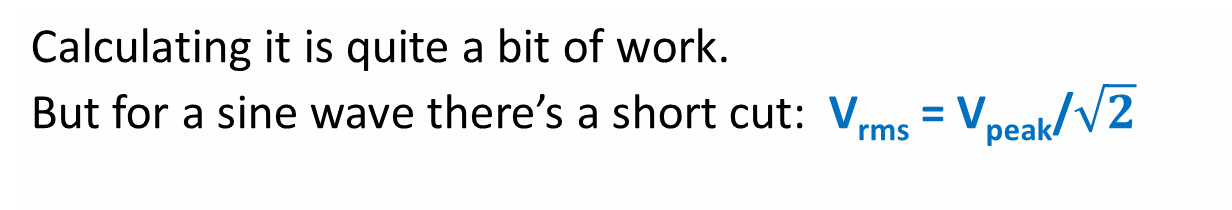 Calculating it is quite a bit of work.
But for a sine wave there’s a short cut: Vrms = Vpeak/√2